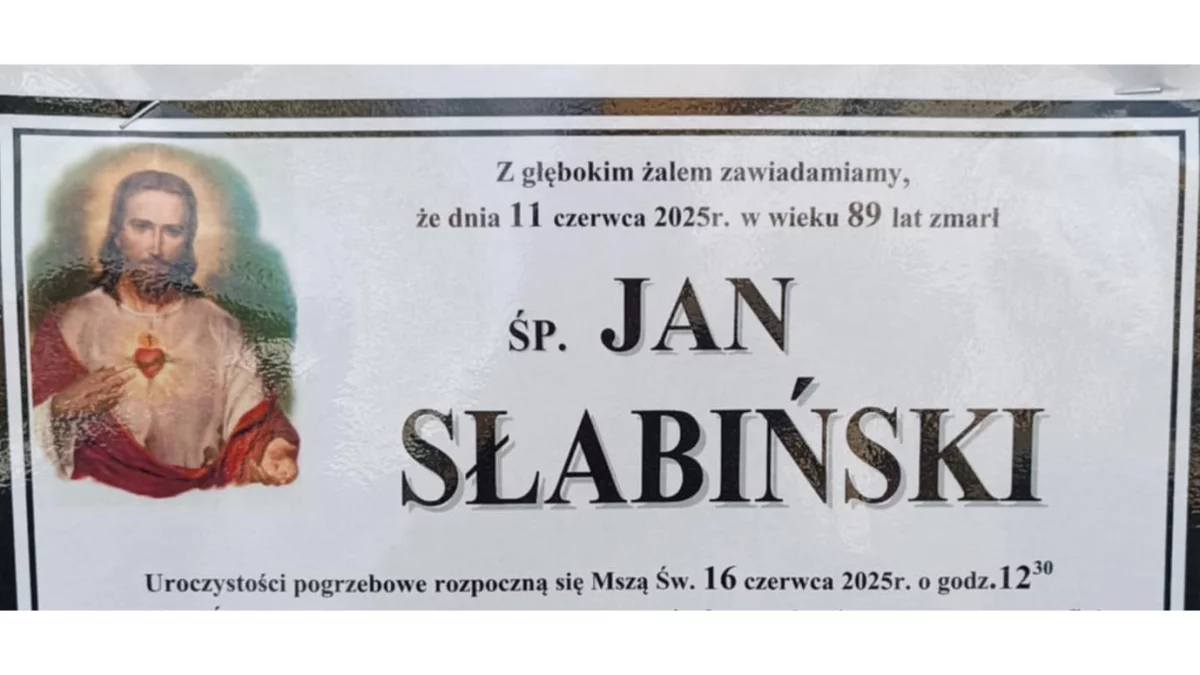 Z głębokim żalem zawiadamiamy,
że dnia 11 czerwca 2025r. w wieku 89 lat zmarł
ŚP. JAN
SŁABIŃSKI
Uroczystości pogrzebowe rozpoczną się Mszą Św. 16 czerwca 2025r. o godz.12³⁰